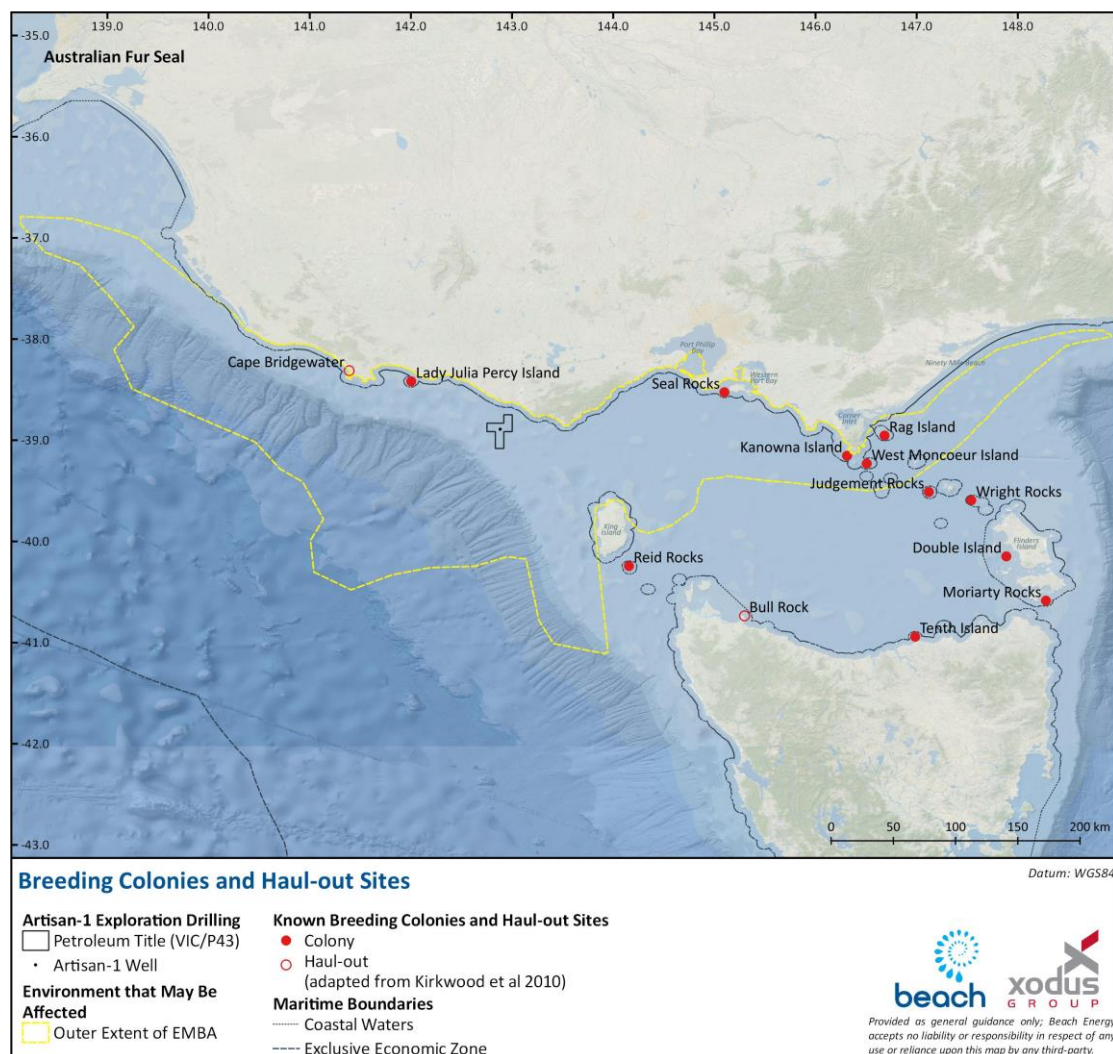 139.0 140.0 141.0 142.0 143.0 144.0 145.0 146.0 147.0 148.0
-35.0
Australian Fur Seal
-36.0
-37.0
-38.0
Port Phillip
Bay
Ninety Mile Beach
Cape Bridgewater
Lady Julia Percy Island
Western
Port Bay
Seal Rocks
Corner
Inlet
Rag Island
-39.0
Kanowna Island
West Moncoeur Island
Judgement Rocks
Wright Rocks
King
Island
Flinders
Island
-40.0
Double Island
Reid Rocks
Moriarty Rocks
Bull Rock
Tenth Island
-41.0
-42.0
0 50 100 150 200 km
-43.0
Breeding Colonies and Haul-out Sites
Datum: WGS84
Artisan-1 Exploration Drilling
Petroleum Title (VIC/P43)
Artisan-1 Well
Environment that May Be
Affected
Outer Extent of EMBA
Known Breeding Colonies and Haul-out Sites
Colony
Haul-out
(adapted from Kirkwood et al 2010)
Maritime Boundaries
Coastal Waters
Exclusive Economic Zone
beach
xodus
GROUP
Provided as general guidance only; Beach Energy
accepts no liability or responsibility in respect of any
use or reliance upon this map by any third-party.